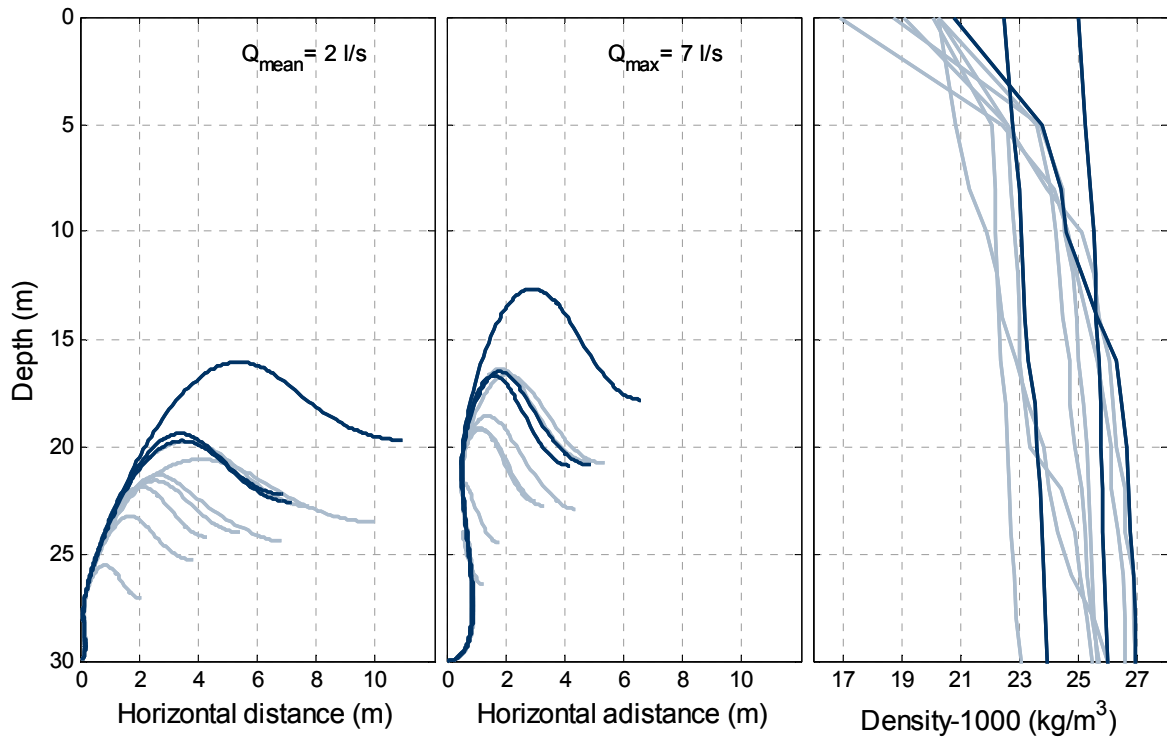 Q_mean= 2 l/s
Q_max= 7 l/s
0
5
10
15
20
25
30
Depth (m)
0 2 4 6 8 10
0 2 4 6 8 10
17 19 21 23 25 27
Horizontal distance (m)
Horizontal adistance (m)
Density-1000 (kg/m³)